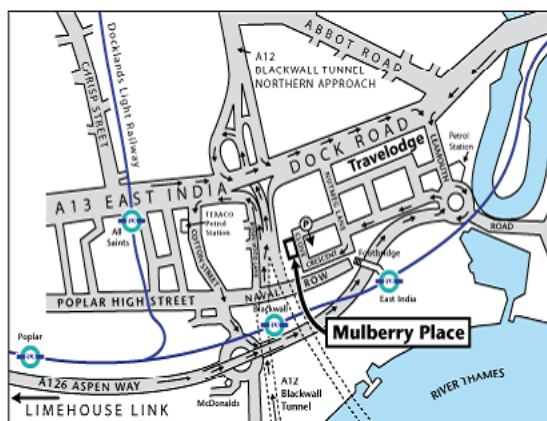 ABBOT ROAD
A12
BLACKWALL TUNNEL
NORTHERN APPROACH
Docklands Light Railway
CHRISP STREET
A13 EAST INDIA DOCK ROAD
Travelodge
LEAMOUTH
ROAD
Petrol
Station
NUTMEG LANE
TEXACO
Petrol
Station
COTTON STREET
All
Saints
P
CLOVE
CRESCENT
Footbridge
NAVAL ROW
POPLAR HIGH STREET
Blackwall
East India
Poplar
Mulberry Place
A126 ASPEN WAY
McDonalds
A12
Blackwall
Tunnel
LIMEHOUSE LINK
RIVER THAMES